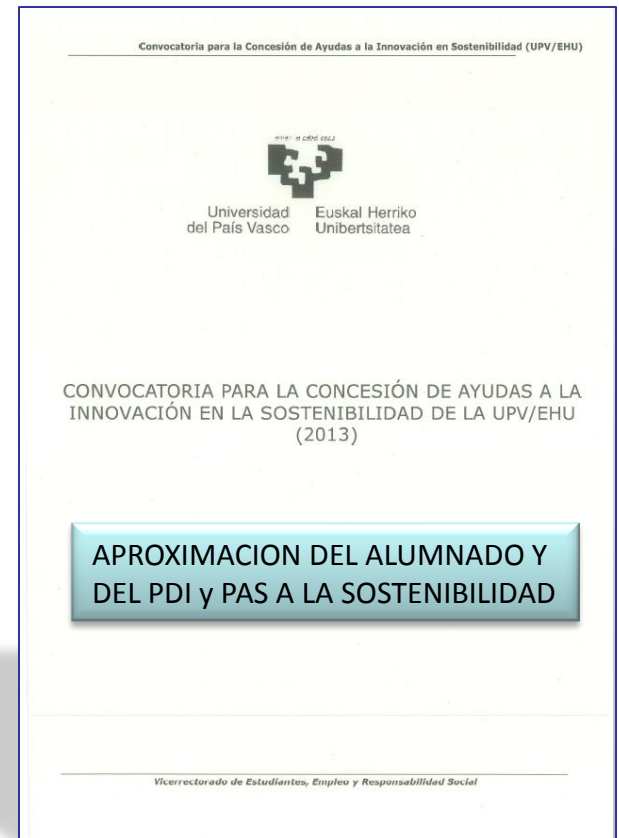 Convocatoria para la Concesión de Ayudas a la Innovación en Sostenibilidad (UPV/EHU)
Universidad del País Vasco
Euskal Herriko Unibertsitatea
CONVOCATORIA PARA LA CONCESIÓN DE AYUDAS A LA
INNOVACIÓN EN LA SOSTENIBILIDAD DE LA UPV/EHU
(2013)
APROXIMACION DEL ALUMNADO Y
DEL PDI y PAS A LA SOSTENIBILIDAD
Vicerrectorado de Estudiantes, Empleo y Responsabilidad Social